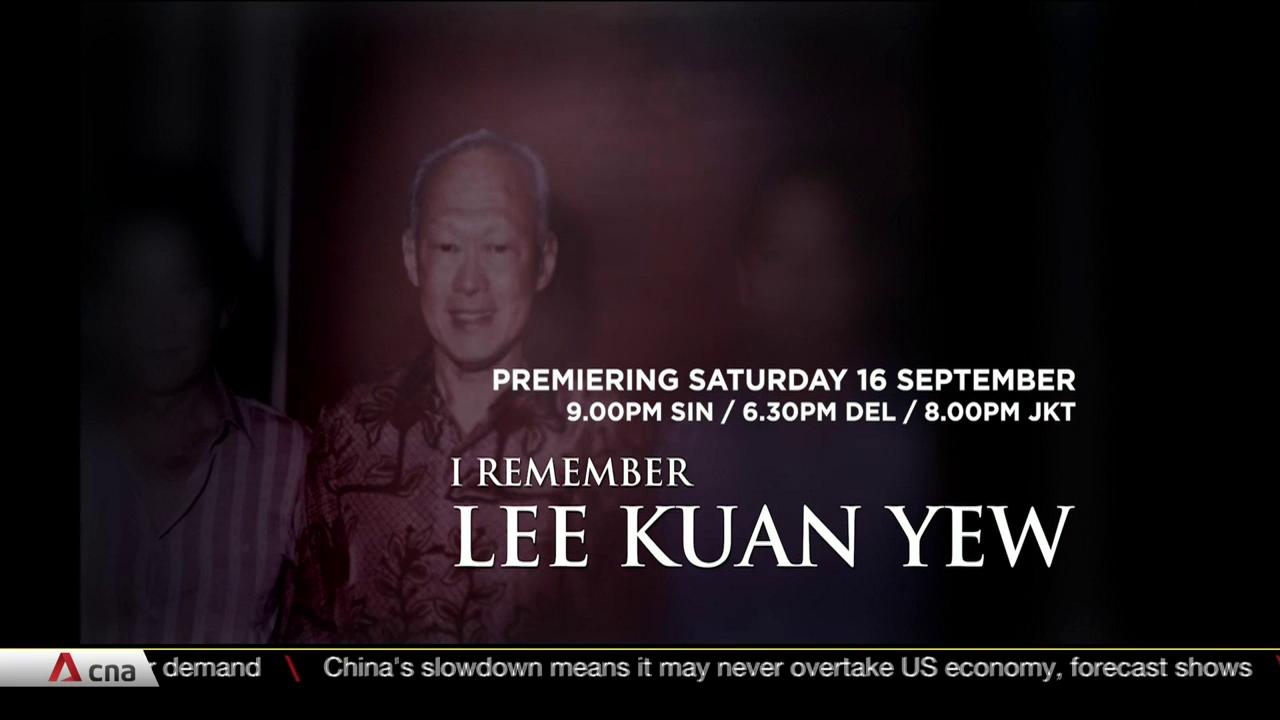 PREMIERING SATURDAY 16 SEPTEMBER
9.00PM SIN / 6.30PM DEL / 8.00PM JKT
I REMEMBER
LEE KUAN YEW
cna demand \ China's slowdown means it may never overtake US economy, forecast shows